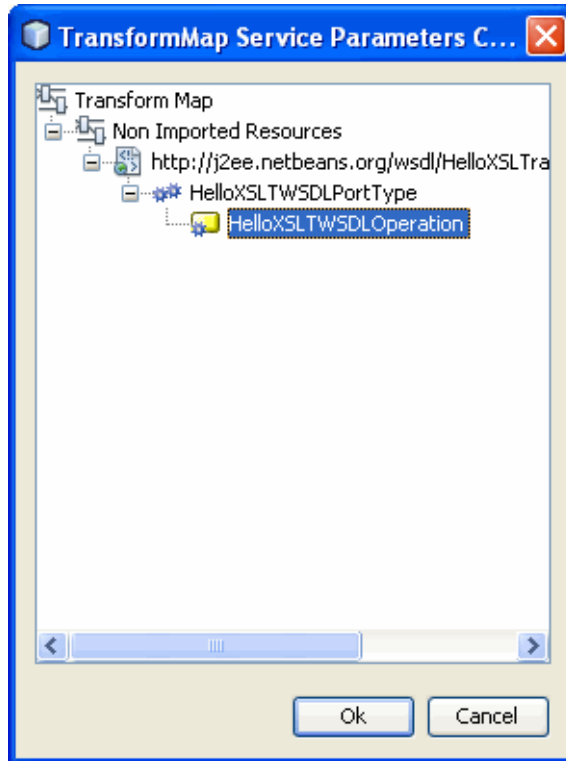 TransformMap Service Parameters C...
Transform Map
Non Imported Resources
http://j2ee.netbeans.org/wsdl/HelloXSLTra
HelloXSLTWSDLPortType
HelloXSLTWSDLOperation
Ok Cancel